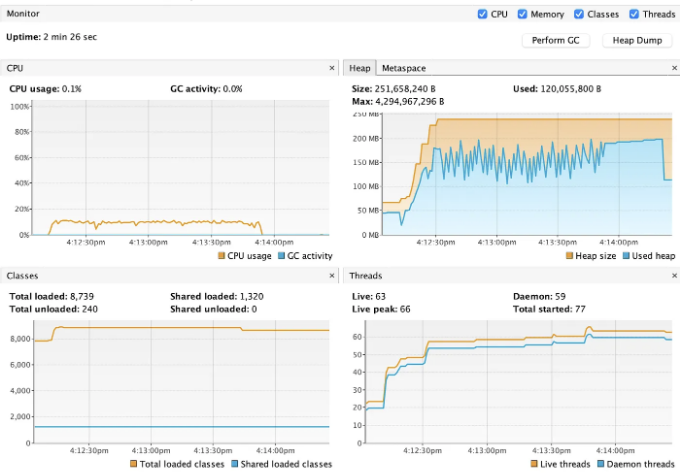 Monitor
CPU Memory Classes Threads
Uptime: 2 min 26 sec
Perform GC Heap Dump
CPU ×
CPU usage: 0.1% GC activity: 0.0%
100%
80%
60%
40%
20%
0%
4:12:30pm 4:13:00pm 4:13:30pm 4:14:00pm
CPU usage GC activity
Heap Metaspace ×
Size: 251,658,240 B Used: 120,055,800 B
Max: 4,294,967,296 B
250 MB
200 MB
150 MB
100 MB
50 MB
0 MB
4:12:30pm 4:13:00pm 4:13:30pm 4:14:00pm
Heap size Used heap
Classes ×
Total loaded: 8,739 Shared loaded: 1,320
Total unloaded: 240 Shared unloaded: 0
8,000
6,000
4,000
2,000
0
4:12:30pm 4:13:00pm 4:13:30pm 4:14:00pm
Total loaded classes Shared loaded classes
Threads ×
Live: 63 Daemon: 59
Live peak: 66 Total started: 77
60
50
40
30
20
10
0
4:12:30pm 4:13:00pm 4:13:30pm 4:14:00pm
Live threads Daemon threads